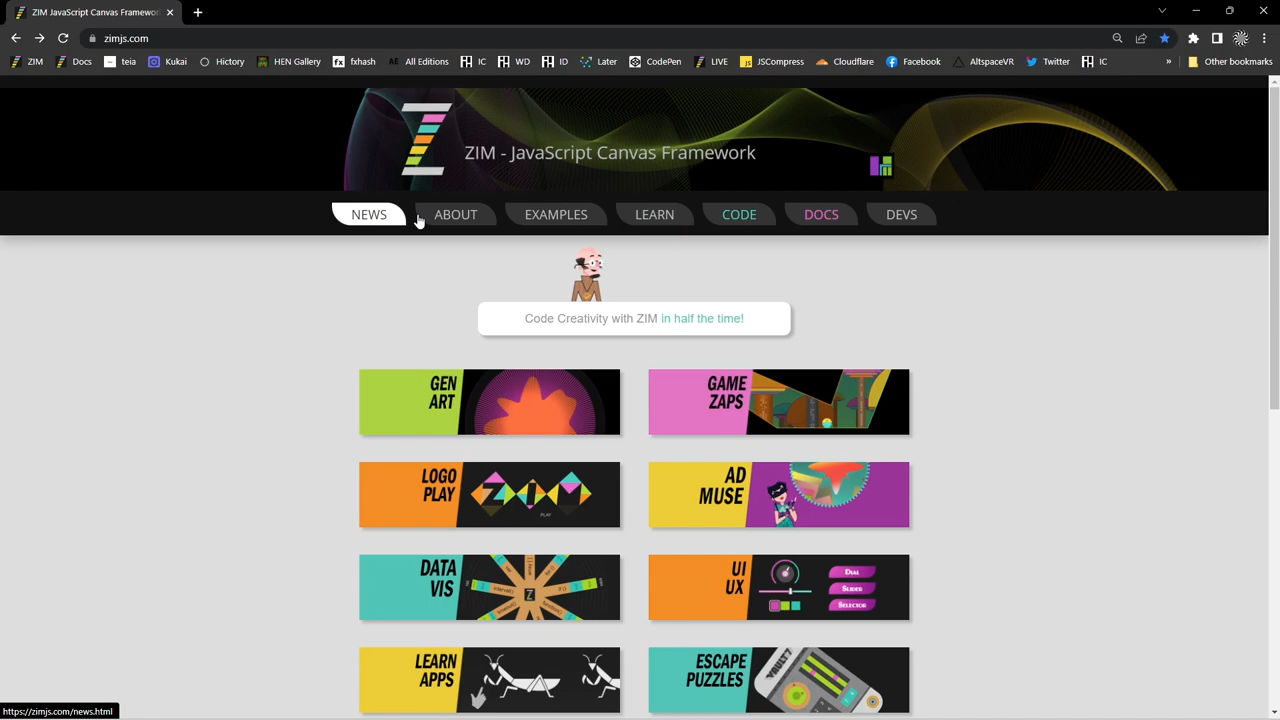 ZIM JavaScript Canvas Framewor
zimjs.com
ZIM Docs teia Kukai Hictory HEN Gallery fxhash All Editions IC WD ID Later CodePen LIVE JSCompress Cloudflare Facebook AltspaceVR Twitter IC » Other bookmarks
ZIM - JavaScript Canvas Framework
NEWS ABOUT EXAMPLES LEARN CODE DOCS DEVS
Code Creativity with ZIM in half the time!
GEN
ART
GAME
ZAPS
LOGO
PLAY
ZIM
PLAY
AD
MUSE
DATA
VIS
Z
UI
UX
DIAL
SLIDER
SELECTOR
LEARN
APPS
ESCAPE
PUZZLES
VAULT7
https://zimjs.com/news.html